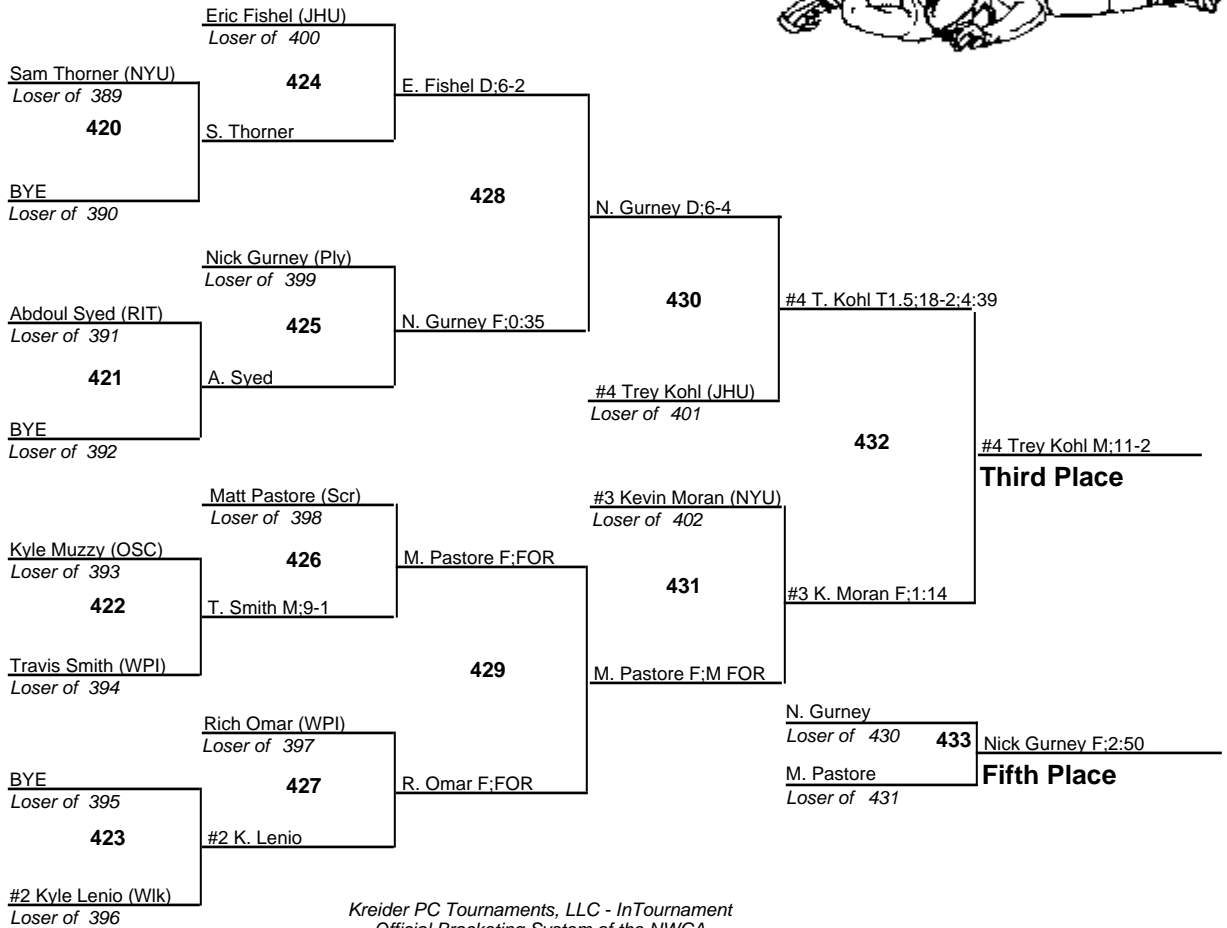 Eric Fishel (JHU)
Loser of 400
Sam Thorner (NYU)
Loser of 389
424
E. Fishel D;6-2
420
S. Thorner
BYE
Loser of 390
428
N. Gurney D;6-4
Nick Gurney (Ply)
Loser of 399
Abdoul Syed (RIT)
Loser of 391
425
N. Gurney F;0:35
430
#4 T. Kohl T1.5;18-2;4:39
421
A. Syed
#4 Trey Kohl (JHU)
Loser of 401
BYE
Loser of 392
432
#4 Trey Kohl M;11-2
Third Place
Matt Pastore (Scr)
Loser of 398
#3 Kevin Moran (NYU)
Loser of 402
Kyle Muzzy (OSC)
Loser of 393
426
M. Pastore F;FOR
431
#3 K. Moran F;1:14
422
T. Smith M;9-1
Travis Smith (WPI)
Loser of 394
429
M. Pastore F;M FOR
Rich Omar (WPI)
Loser of 397
N. Gurney
Loser of 430
433
Nick Gurney F;2:50
Fifth Place
M. Pastore
Loser of 431
BYE
Loser of 395
427
R. Omar F;FOR
423
#2 K. Lenio
#2 Kyle Lenio (Wlk)
Loser of 396
Kreider PC Tournaments, LLC - InTournament
Official Bracketing System of the NWCA